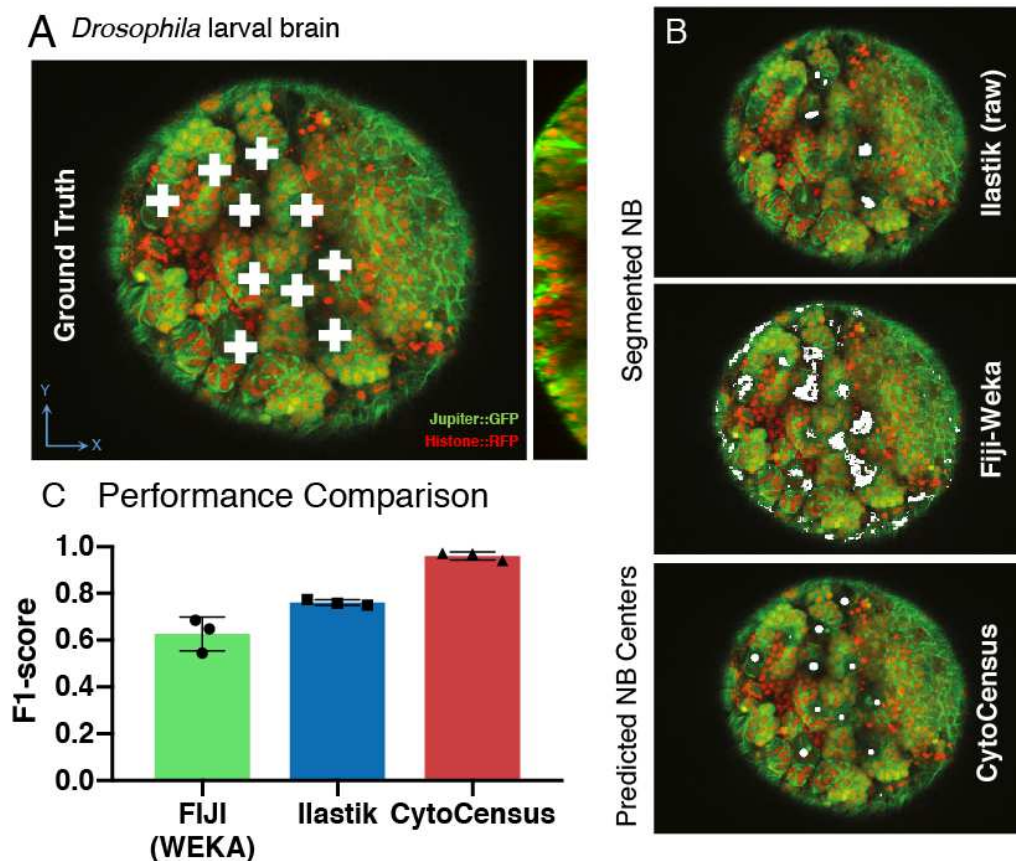 A Drosophila larval brain
Ground Truth
Y
X
Jupiter::GFP
Histone::RFP
B
Segmented NB
Predicted NB Centers
Ilastik (raw)
Fiji-Weka
CytoCensus
C Performance Comparison
F1-score
1.0
0.8
0.6
0.4
0.2
0.0
FIJI
(WEKA)
Ilastik
CytoCensus